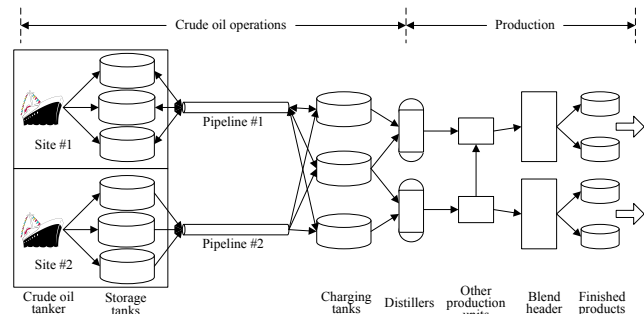 Crude oil operations
Production
Pipeline #1
Site #1
Pipeline #2
Site #2
Crude oil
tanker
Storage
tanks
Charging
tanks
Distillers
Other
production
units
Blend
header
Finished
products